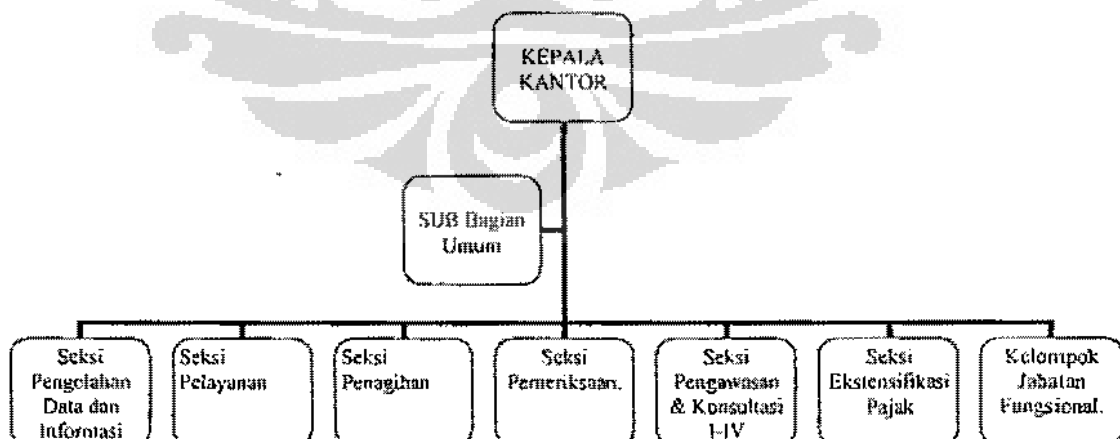 KEPALA
KANTOR
SUB Bagian
Umum
Seksi
Pengolahan
Data dan
Informasi
Seksi
Pelayanan
Seksi
Penagihan
Seksi
Pemeriksaan.
Seksi
Pengawasan
& Konsultasi
I-IV
Seksi
Ekstensifikasi
Pajak
Kelompok
Jabatan
Fungsional.